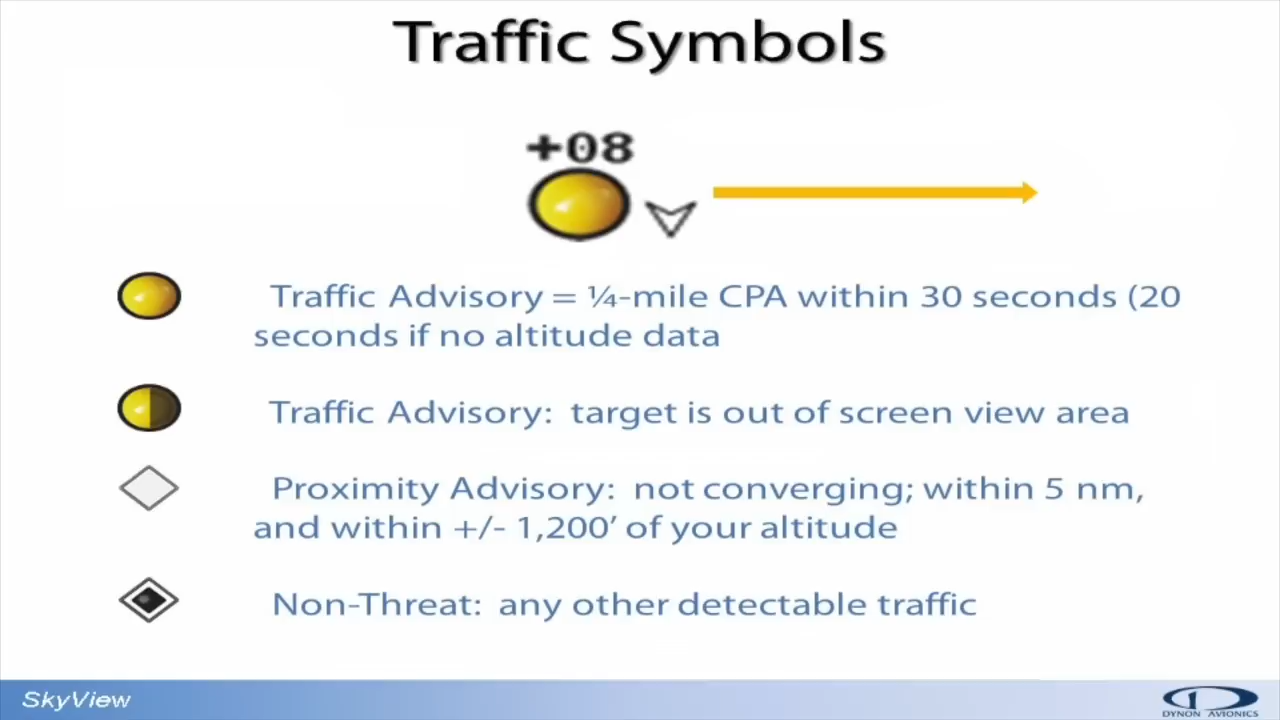 Traffic Symbols
+08
Traffic Advisory = ¼-mile CPA within 30 seconds (20
seconds if no altitude data
Traffic Advisory:  target is out of screen view area
Proximity Advisory:  not converging; within 5 nm,
and within +/- 1,200’ of your altitude
Non-Threat:  any other detectable traffic
SkyView
DYNON AVIONICS